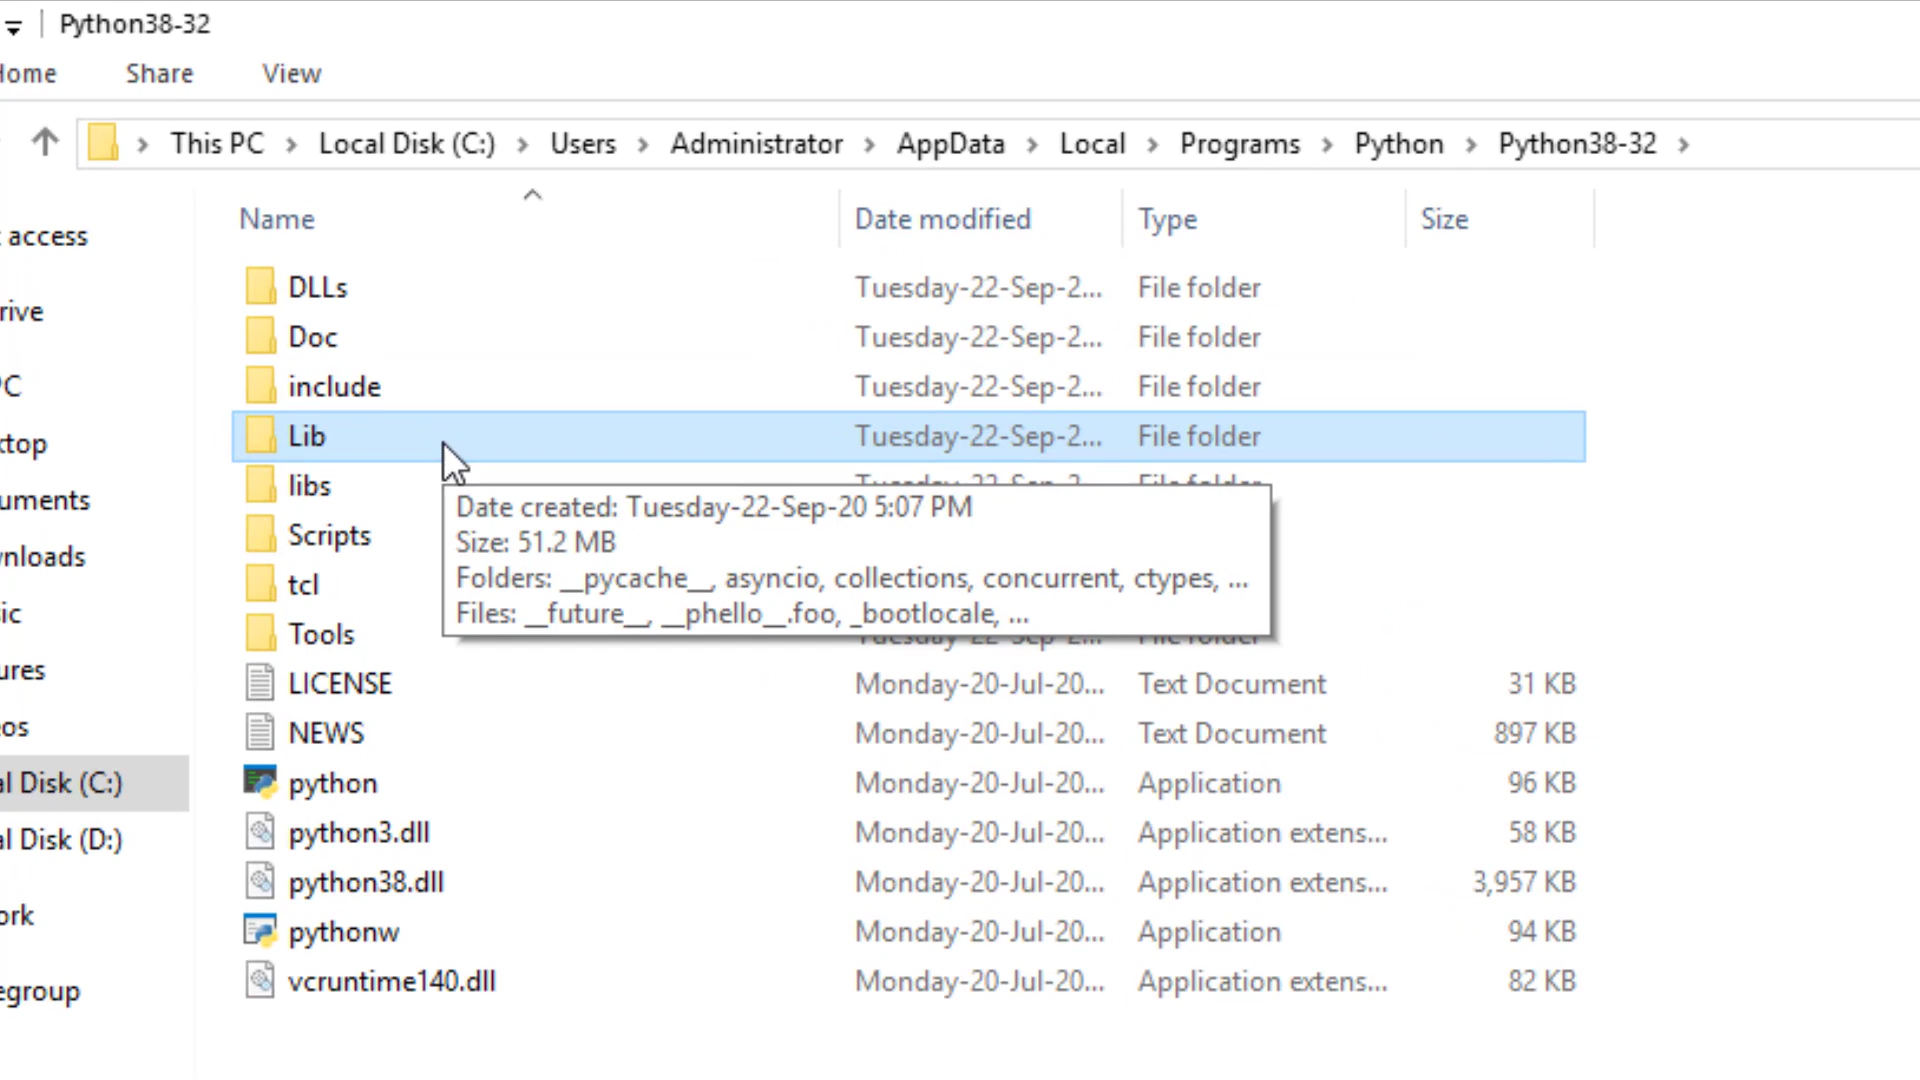 Python38-32
Home Share View
This PC Local Disk (C:) Users Administrator AppData Local Programs Python Python38-32
Name Date modified Type Size
access
DLLs Tuesday-22-Sep-2... File folder
rive
Doc Tuesday-22-Sep-2... File folder
PC
include Tuesday-22-Sep-2... File folder
Lib Tuesday-22-Sep-2... File folder
ktop
libs
uments
Date created: Tuesday-22-Sep-20 5:07 PM
Scripts
Size: 51.2 MB
wnloads
tcl
Folders: __pycache__, asyncio, collections, concurrent, ctypes, ...
ic
Files: __future__, __phello__.foo, _bootlocale, ...
Tools
ures
LICENSE Monday-20-Jul-20... Text Document 31 KB
eos
NEWS Monday-20-Jul-20... Text Document 897 KB
al Disk (C:)
python Monday-20-Jul-20... Application 96 KB
al Disk (D:)
python3.dll Monday-20-Jul-20... Application extens... 58 KB
python38.dll Monday-20-Jul-20... Application extens... 3,957 KB
ork
pythonw Monday-20-Jul-20... Application 94 KB
egroup
vcruntime140.dll Monday-20-Jul-20... Application extens... 82 KB